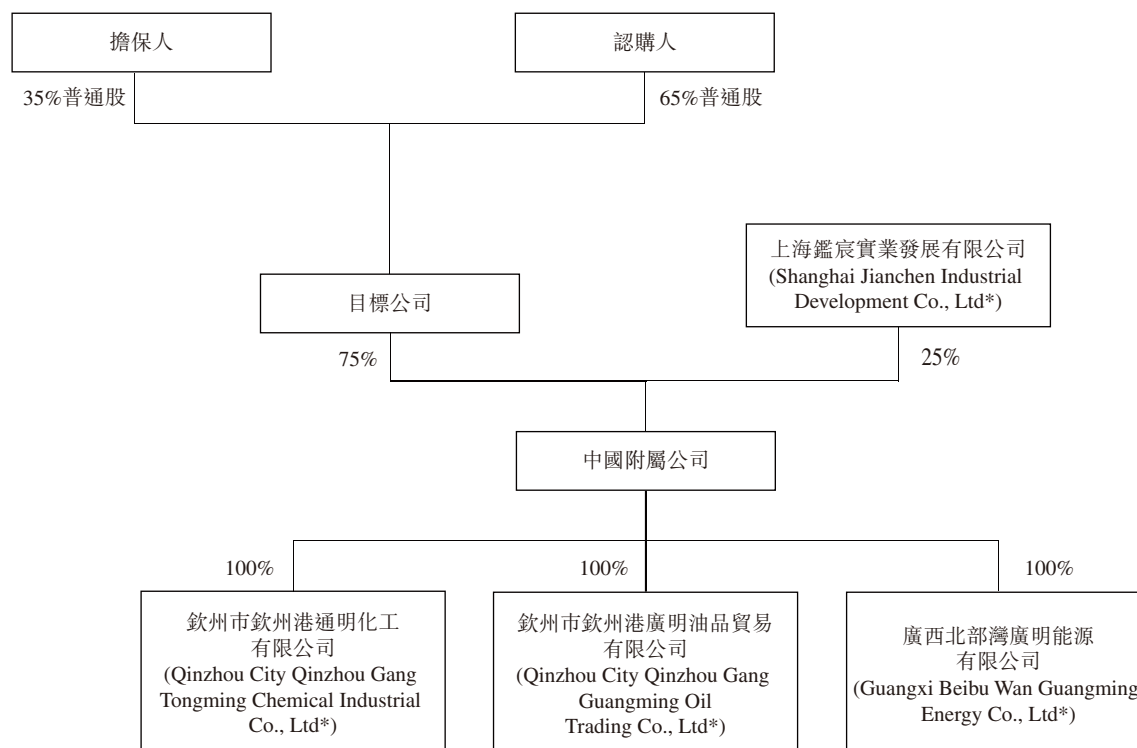 擔保人
認購人
35%普通股
65%普通股
上海鑑宸實業發展有限公司
(Shanghai Jianchen Industrial
Development Co., Ltd*)
目標公司
75%
25%
中國附屬公司
100%
100%
100%
欽州市欽州港通明化工
有限公司
(Qinzhou City Qinzhou Gang
Tongming Chemical Industrial
Co., Ltd*)
欽州市欽州港廣明油品貿易
有限公司
(Qinzhou City Qinzhou Gang
Guangming Oil
Trading Co., Ltd*)
廣西北部灣廣明能源
有限公司
(Guangxi Beibu Wan Guangming
Energy Co., Ltd*)